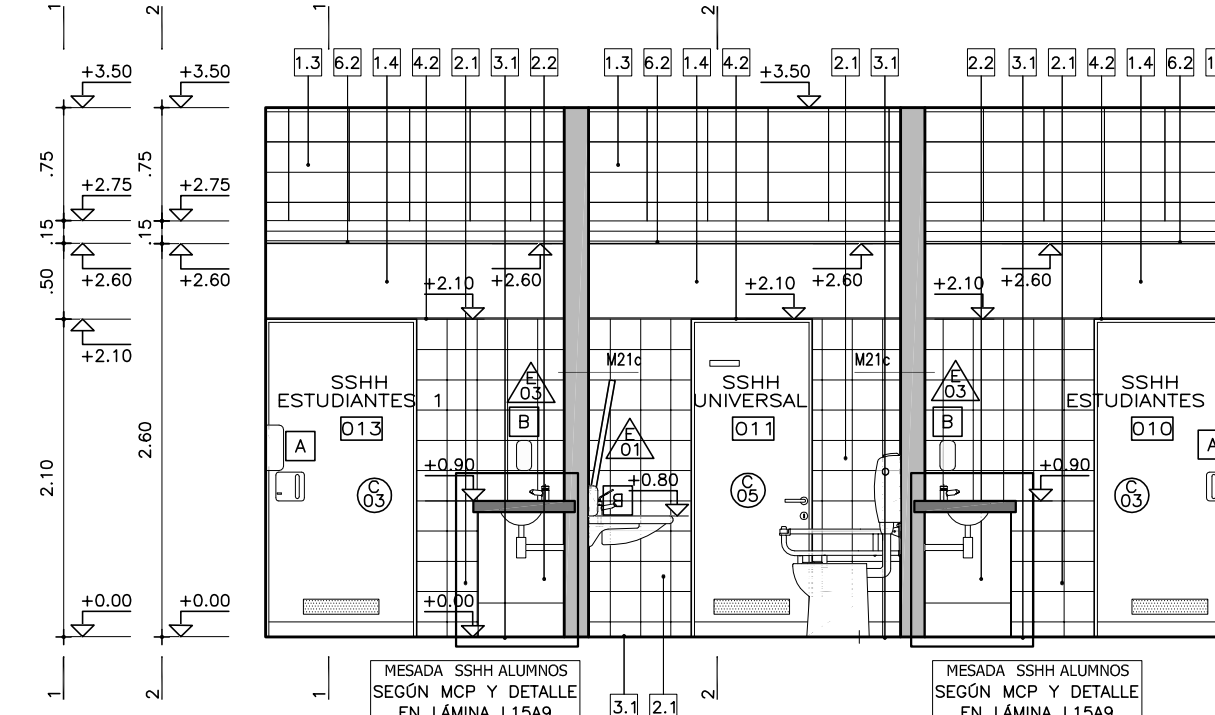 1
2
1
2
1.3
6.2
1.4
4.2
2.1
3.1
2.2
1.3
6.2
1.4
4.2
2.1
3.1
2.2
3.1
2.1
4.2
1.4
6.2
+3.50
+3.50
+3.50
.75
.75
+2.75
+2.75
.15
.15
+2.60
+2.60
+2.60
+2.60
+2.60
.50
+2.10
+2.10
+2.10
+2.10
2.10
2.60
M21c
M21c
SSHH
ESTUDIANTES 1
013
A
C
03
E
03
B
+0.90
E
01
B
+0.80
SSHH
UNIVERSAL
011
C
05
E
03
B
+0.90
SSHH
ESTUDIANTES
010
C
03
A
+0.00
+0.00
+0.00
1
2
1
2
MESADA SSHH ALUMNOS
SEGÚN MCP Y DETALLE
EN LÁMINA L15A9
3.1
2.1
MESADA SSHH ALUMNOS
SEGÚN MCP Y DETALLE
EN LÁMINA L15A9